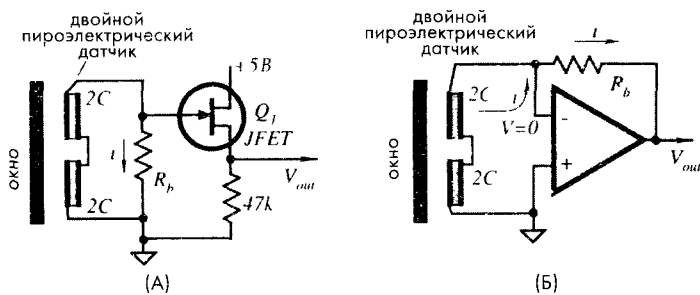 двойной
пироэлектрический
датчик
окно
2C
2C
i
R_b
+5В
Q_1
JFET
V_out
47k
(А)
двойной
пироэлектрический
датчик
окно
2C
2C
i
V=0
i
R_b
-
+
V_out
(Б)